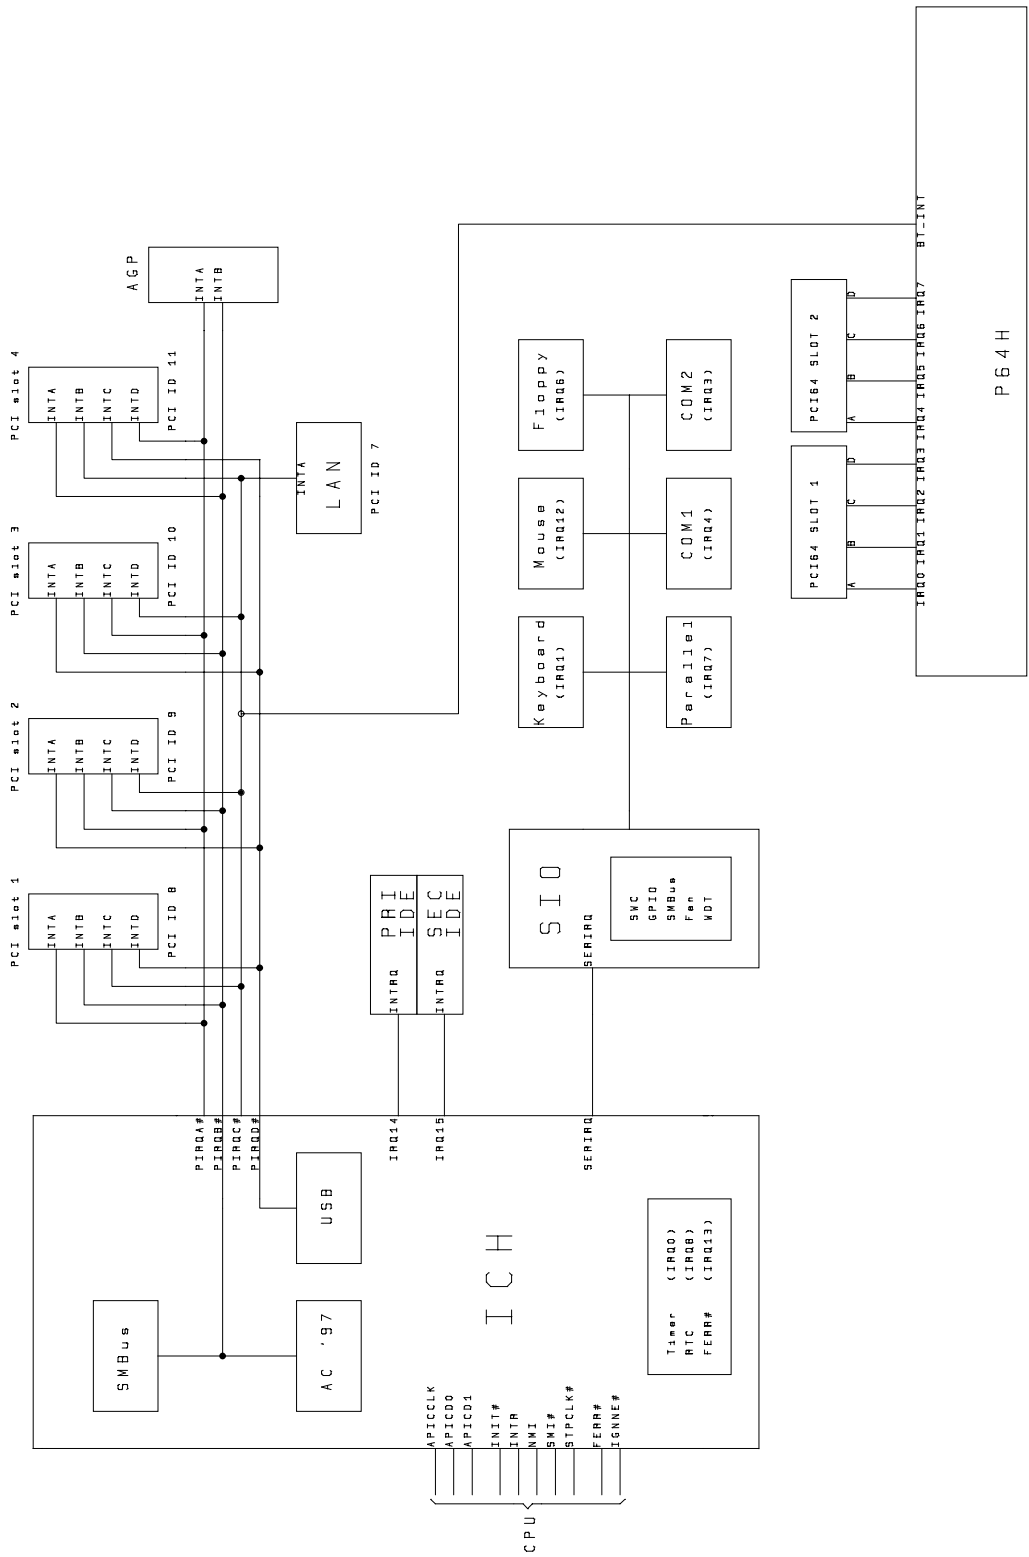 PCI slot 1
INTA
INTB
INTC
INTD
PCI ID 8
PCI slot 2
INTA
INTB
INTC
INTD
PCI ID 9
PCI slot 3
INTA
INTB
INTC
INTD
PCI ID 10
PCI slot 4
INTA
INTB
INTC
INTD
PCI ID 11
AGP
INTA
INTB
INTA
LAN
PCI ID 7
SMBus
AC '97
USB
PIRQA#
PIRQB#
PIRQC#
PIRQD#
IRQ14
IRQ15
SERIRQ
ICH
PRI
IDE
INTRQ
SEC
IDE
INTRQ
SIO
SERIRQ
SWC
GPIO
SMBus
Fan
WDT
Keyboard
(IRQ1)
Mouse
(IRQ12)
Floppy
(IRQ6)
Parallel
(IRQ7)
COM1
(IRQ4)
COM2
(IRQ3)
Timer (IRQ0)
RTC (IRQ8)
FERR# (IRQ13)
APICCLK
APICD0
APICD1
INIT#
INTR
NMI
SMI#
STPCLK#
FERR#
IGNNE#
CPU
PCI64 SLOT 1
A
B
C
D
PCI64 SLOT 2
A
B
C
D
IRQ0
IRQ1
IRQ2
IRQ3
IRQ4
IRQ5
IRQ6
IRQ7
BT_INT
P64H